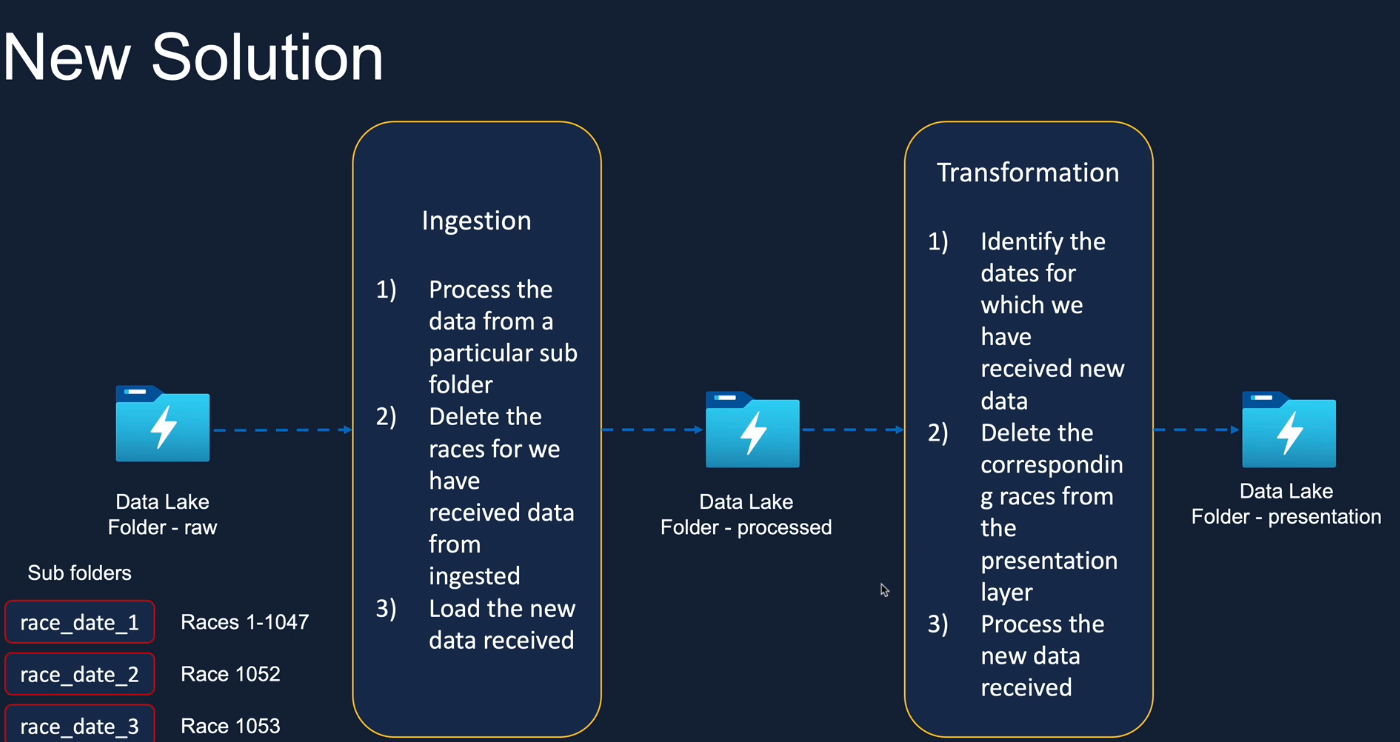 New Solution
Ingestion
1) Process the
data from a
particular sub
folder
2) Delete the
races for we
have
received data
from
ingested
3) Load the new
data received
Transformation
1) Identify the
dates for
which we
have
received new
data
2) Delete the
correspondin
g races from
the
presentation
layer
3) Process the
new data
received
Data Lake
Folder - raw
Data Lake
Folder - processed
Data Lake
Folder - presentation
Sub folders
race_date_1 Races 1-1047
race_date_2 Race 1052
race_date_3 Race 1053